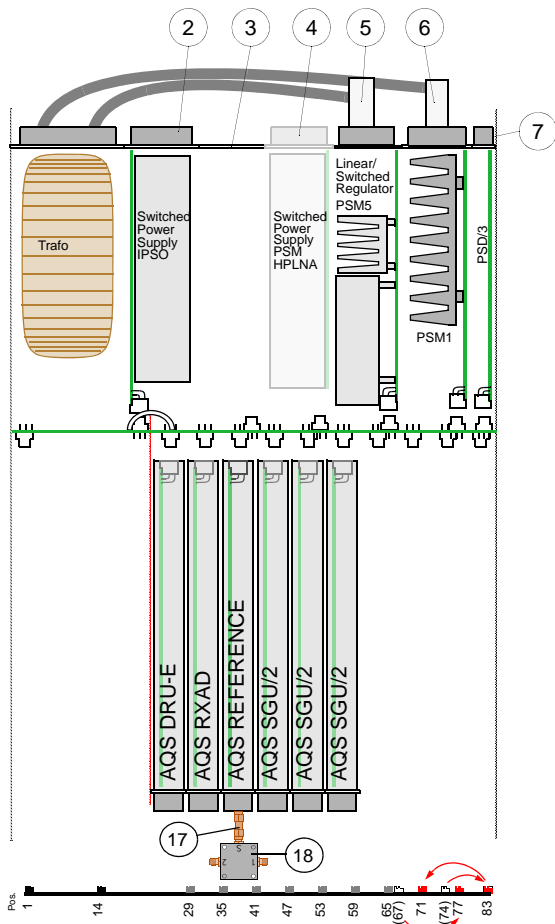 2
3
4
5
6
7
Linear/
Switched
Regulator
PSM5
Trafo
Switched
Power
Supply
IPSO
Switched
Power
Supply
PSM
HPLNA
PSM1
PSD/3
AQS DRU-E
AQS RXAD
AQS REFERENCE
AQS SGU/2
AQS SGU/2
AQS SGU/2
17
18
S
2
1
Pos.
1
14
29
35
41
47
53
59
65
(67)
71
(74)
77
83